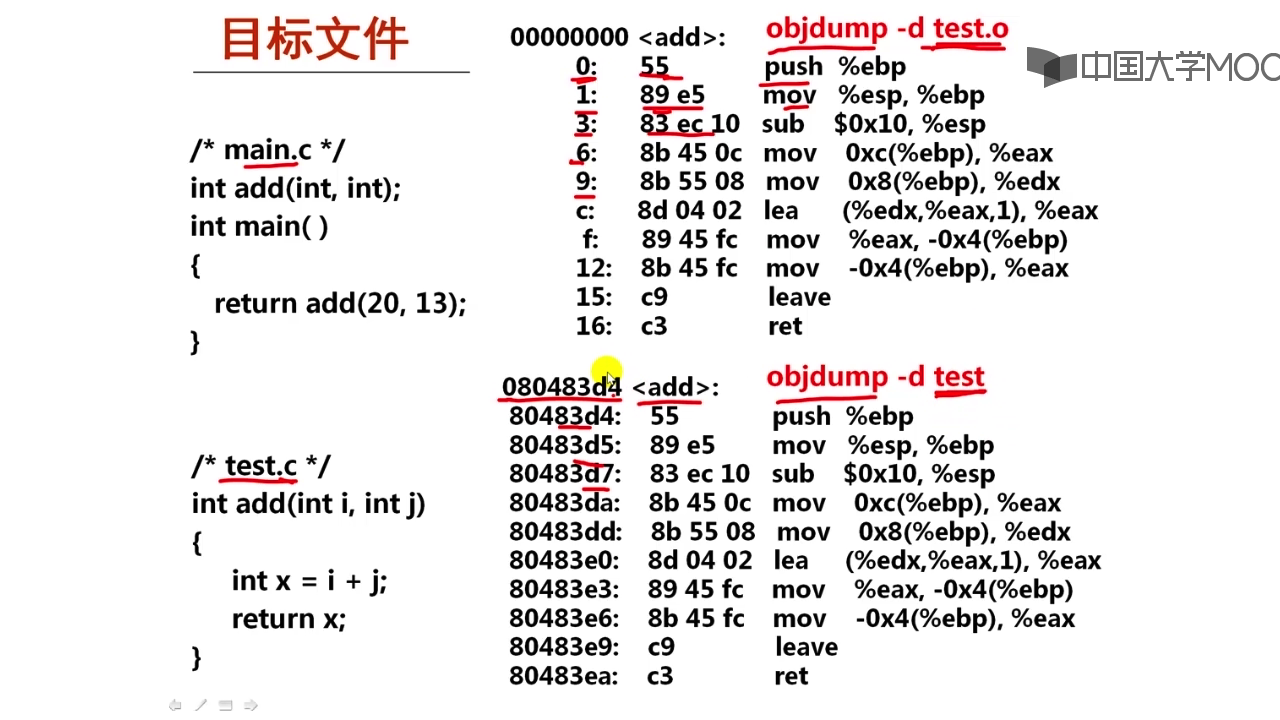 目标文件
/* main.c */
int add(int, int);
int main( )
{
return add(20, 13);
}
/* test.c */
int add(int i, int j)
{
int x = i + j;
return x;
}
00000000 <add>: objdump -d test.o
0: 55 push %ebp
1: 89 e5 mov %esp, %ebp
3: 83 ec 10 sub $0x10, %esp
6: 8b 45 0c mov 0xc(%ebp), %eax
9: 8b 55 08 mov 0x8(%ebp), %edx
c: 8d 04 02 lea (%edx,%eax,1), %eax
f: 89 45 fc mov %eax, -0x4(%ebp)
12: 8b 45 fc mov -0x4(%ebp), %eax
15: c9 leave
16: c3 ret
080483d4 <add>: objdump -d test
80483d4: 55 push %ebp
80483d5: 89 e5 mov %esp, %ebp
80483d7: 83 ec 10 sub $0x10, %esp
80483da: 8b 45 0c mov 0xc(%ebp), %eax
80483dd: 8b 55 08 mov 0x8(%ebp), %edx
80483e0: 8d 04 02 lea (%edx,%eax,1), %eax
80483e3: 89 45 fc mov %eax, -0x4(%ebp)
80483e6: 8b 45 fc mov -0x4(%ebp), %eax
80483e9: c9 leave
80483ea: c3 ret
中国大学MOO